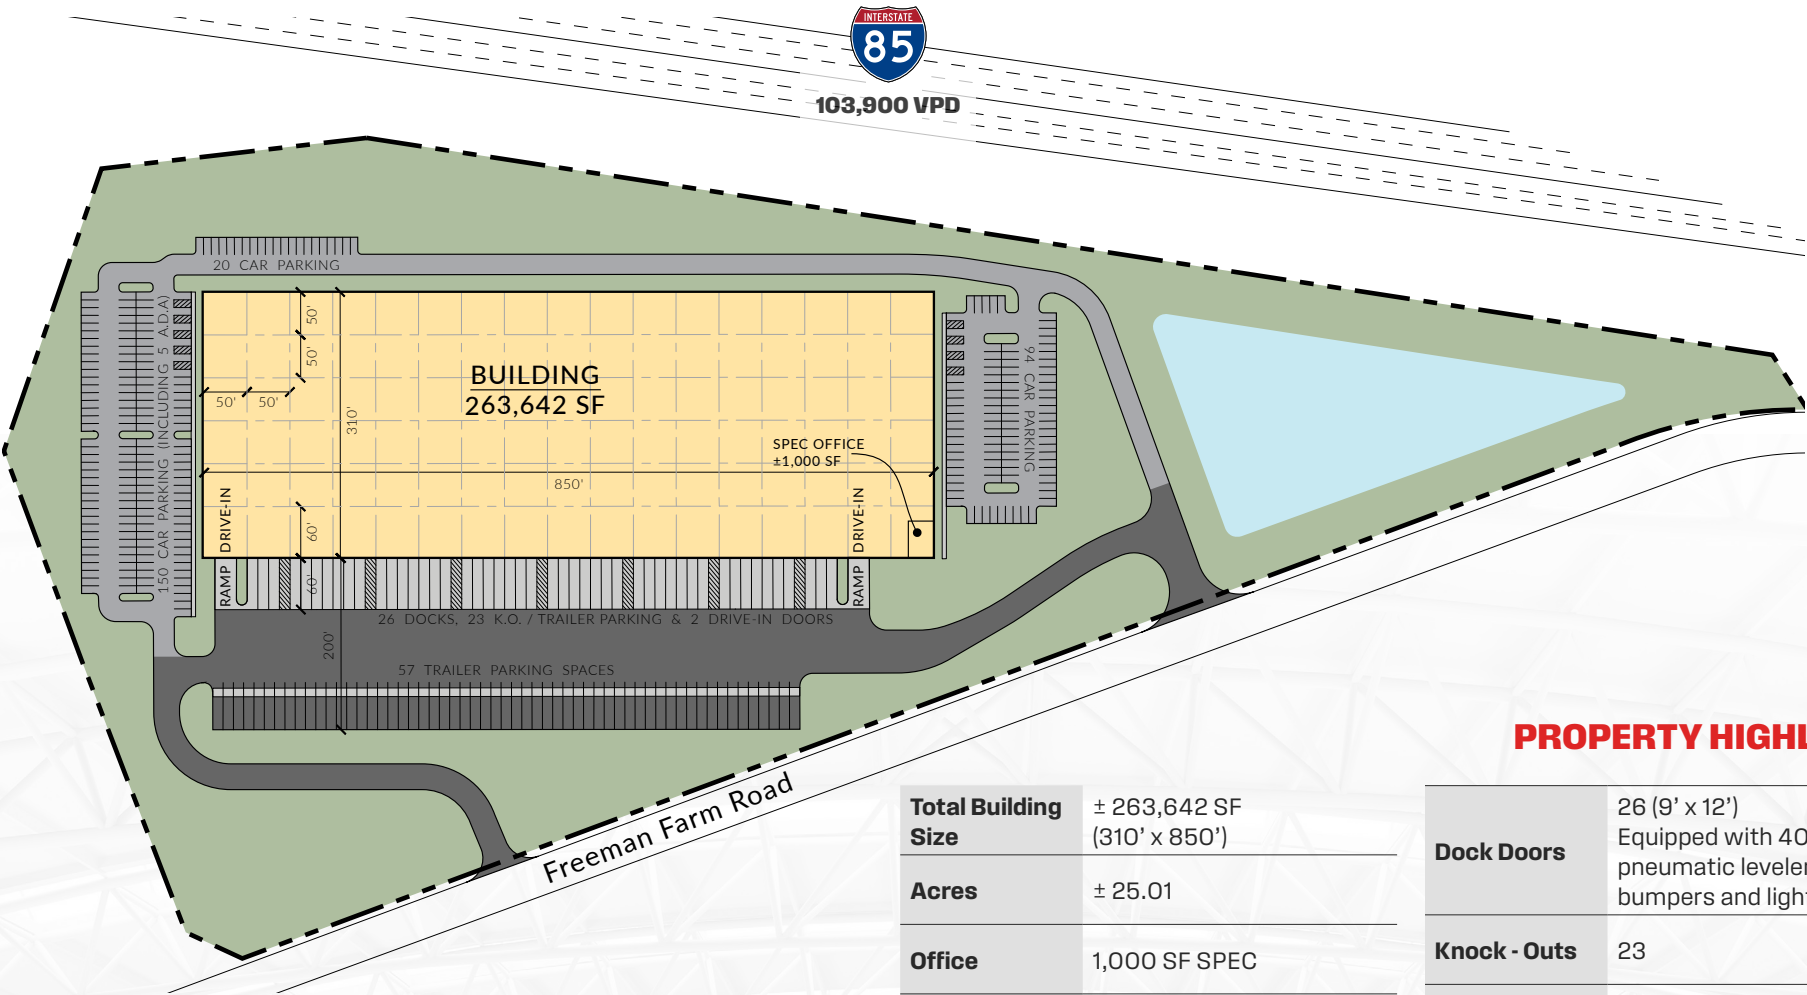 INTERSTATE
85
103,900 VPD
20 CAR PARKING
150 CAR PARKING (INCLUDING 5 A.D.A)
50'
50'
50' 50'
310'
BUILDING
263,642 SF
SPEC OFFICE
±1,000 SF
850'
94 CAR PARKING
60'
60'
200'
RAMP DRIVE-IN
RAMP DRIVE-IN
26 DOCKS, 23 K.O. / TRAILER PARKING & 2 DRIVE-IN DOORS
57 TRAILER PARKING SPACES
Freeman Farm Road
PROPERTY HIGHL
Total Building Size
± 263,642 SF
(310' x 850')
Acres
± 25.01
Office
1,000 SF SPEC
Dock Doors
26 (9' x 12')
Equipped with 40
pneumatic leveler
bumpers and ligh
Knock - Outs
23